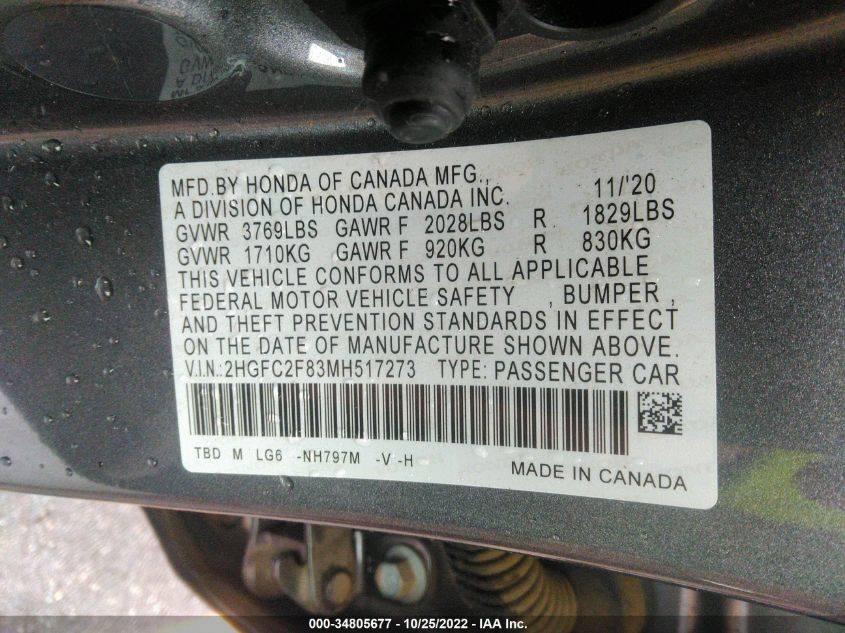 MFD.BY HONDA OF CANADA MFG., 11/'20
A DIVISION OF HONDA CANADA INC.
GVWR 3769LBS GAWR F 2028LBS R 1829LBS
GVWR 1710KG GAWR F 920KG R 830KG
THIS VEHICLE CONFORMS TO ALL APPLICABLE
FEDERAL MOTOR VEHICLE SAFETY , BUMPER ,
AND THEFT PREVENTION STANDARDS IN EFFECT
ON THE DATE OF MANUFACTURE SHOWN ABOVE.
V.I.N.:2HGFC2F83MH517273 TYPE: PASSENGER CAR
TBD M LG6 -NH797M -V -H
MADE IN CANADA
000-34805677 - 10/25/2022 - IAA Inc.